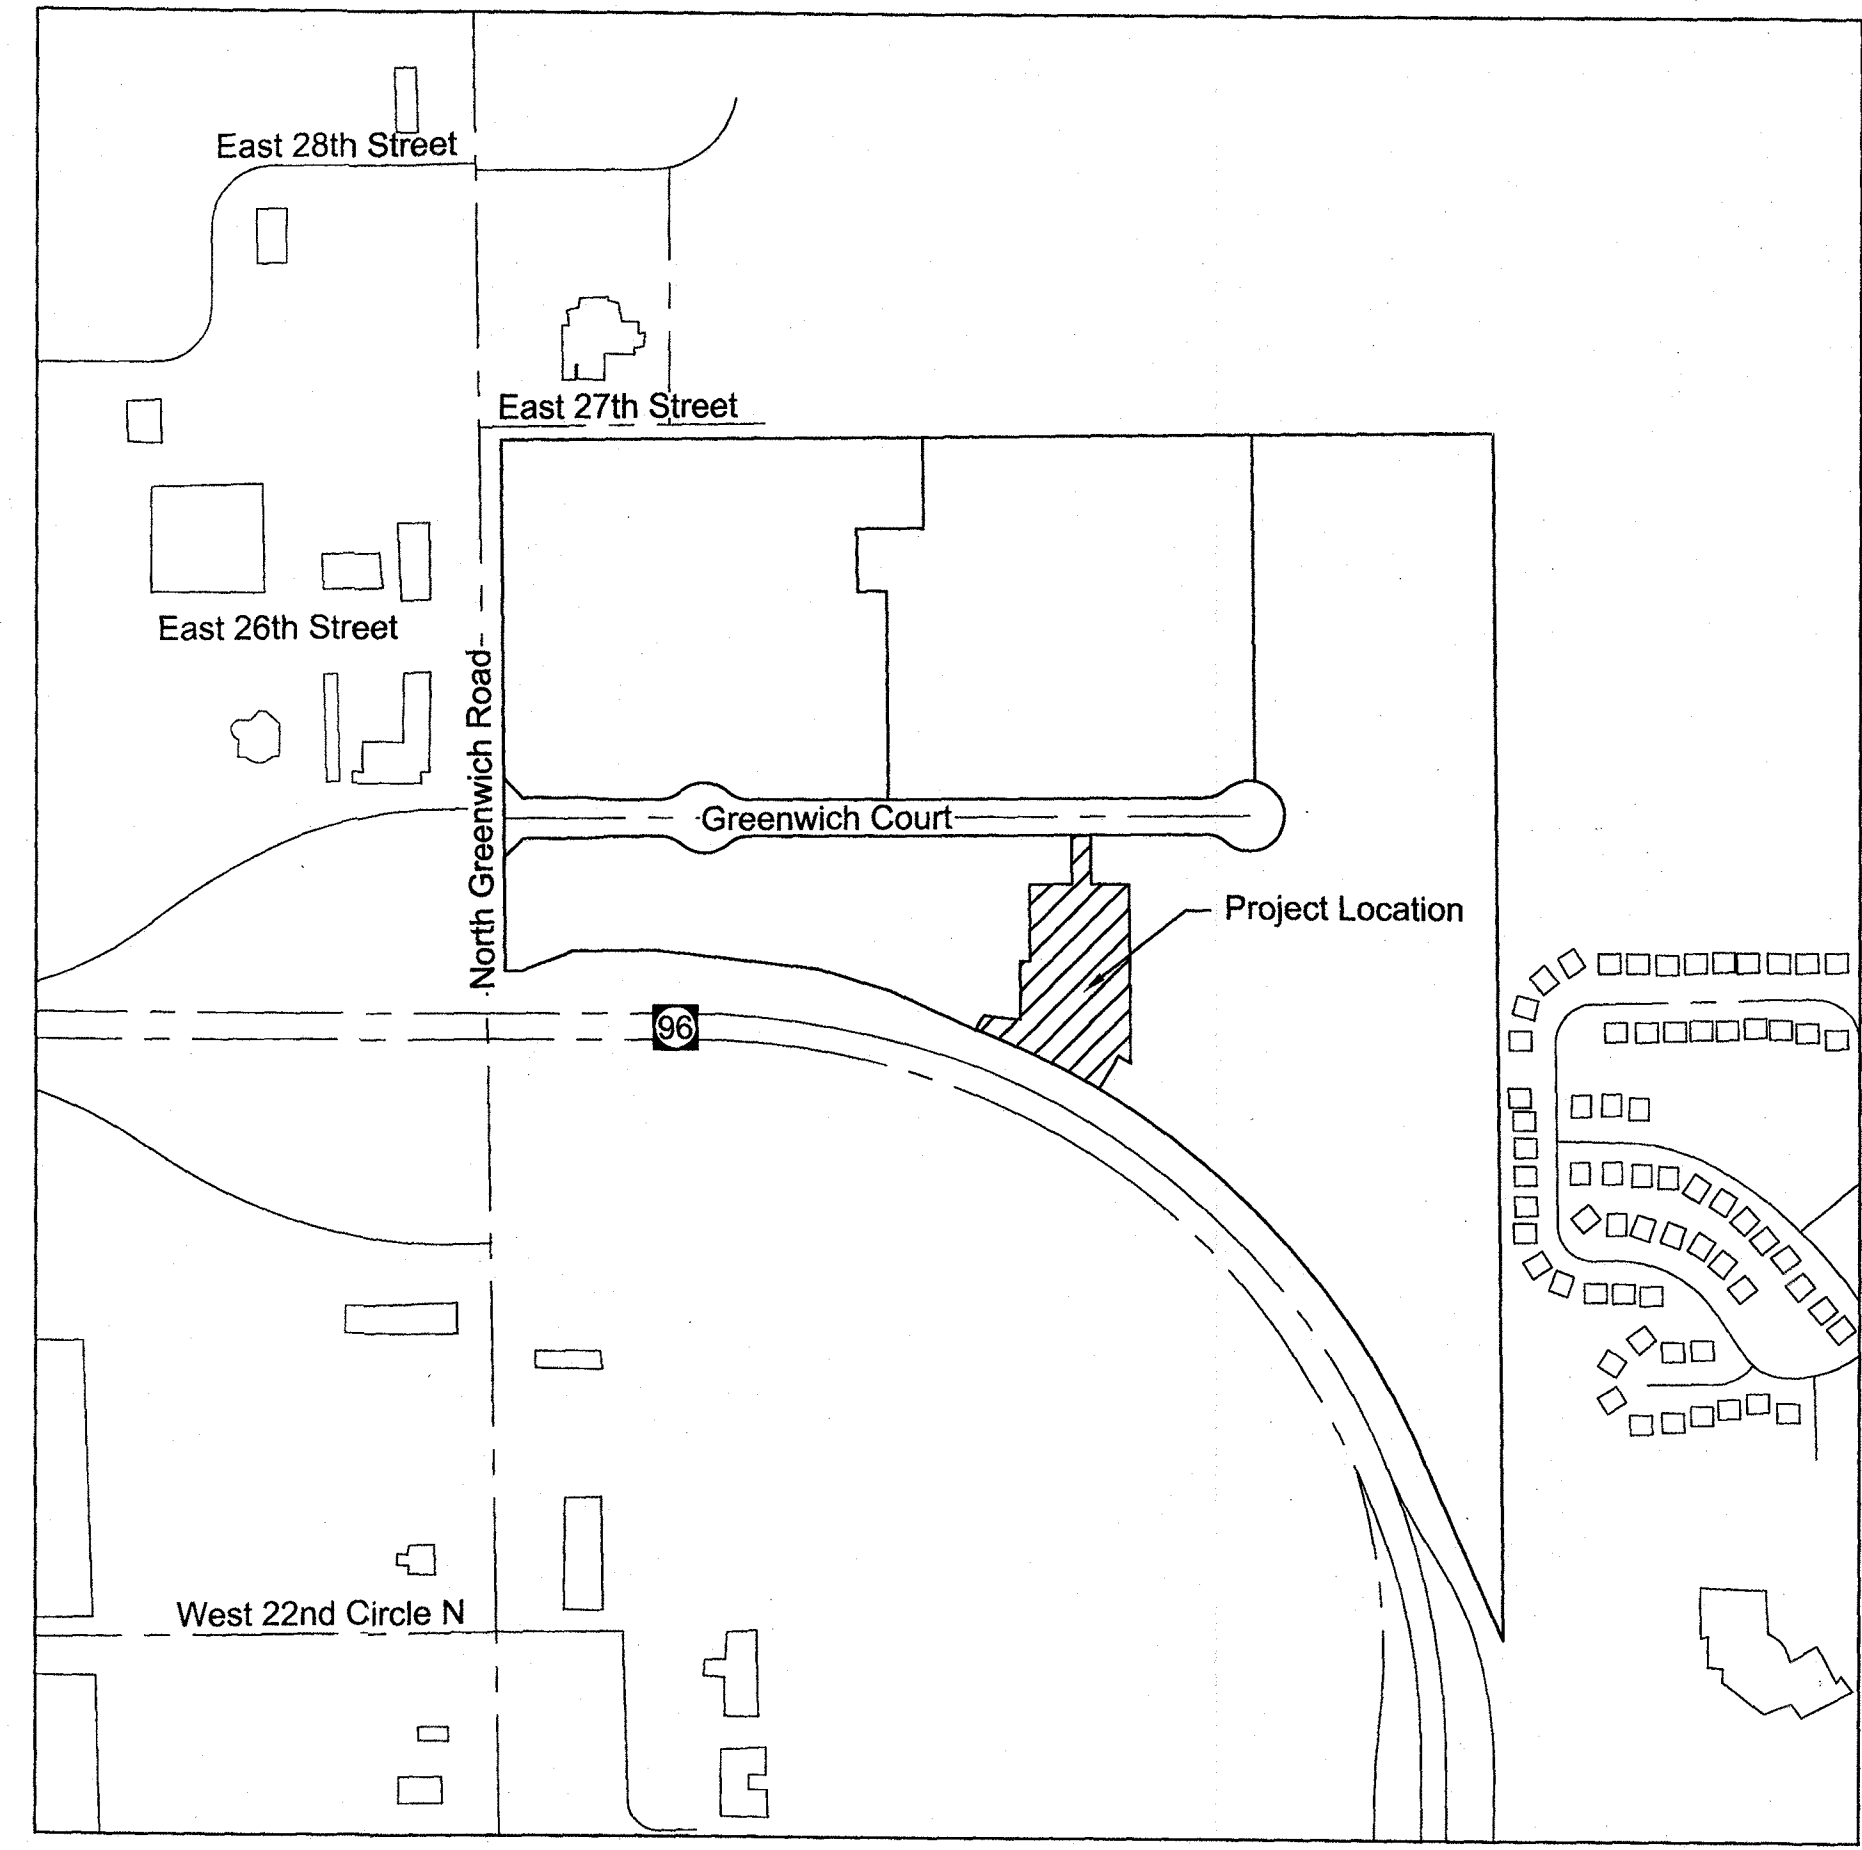 East 28th Street
East 27th Street
East 26th Street
North Greenwich Road
Greenwich Court
Project Location
96
West 22nd Circle N